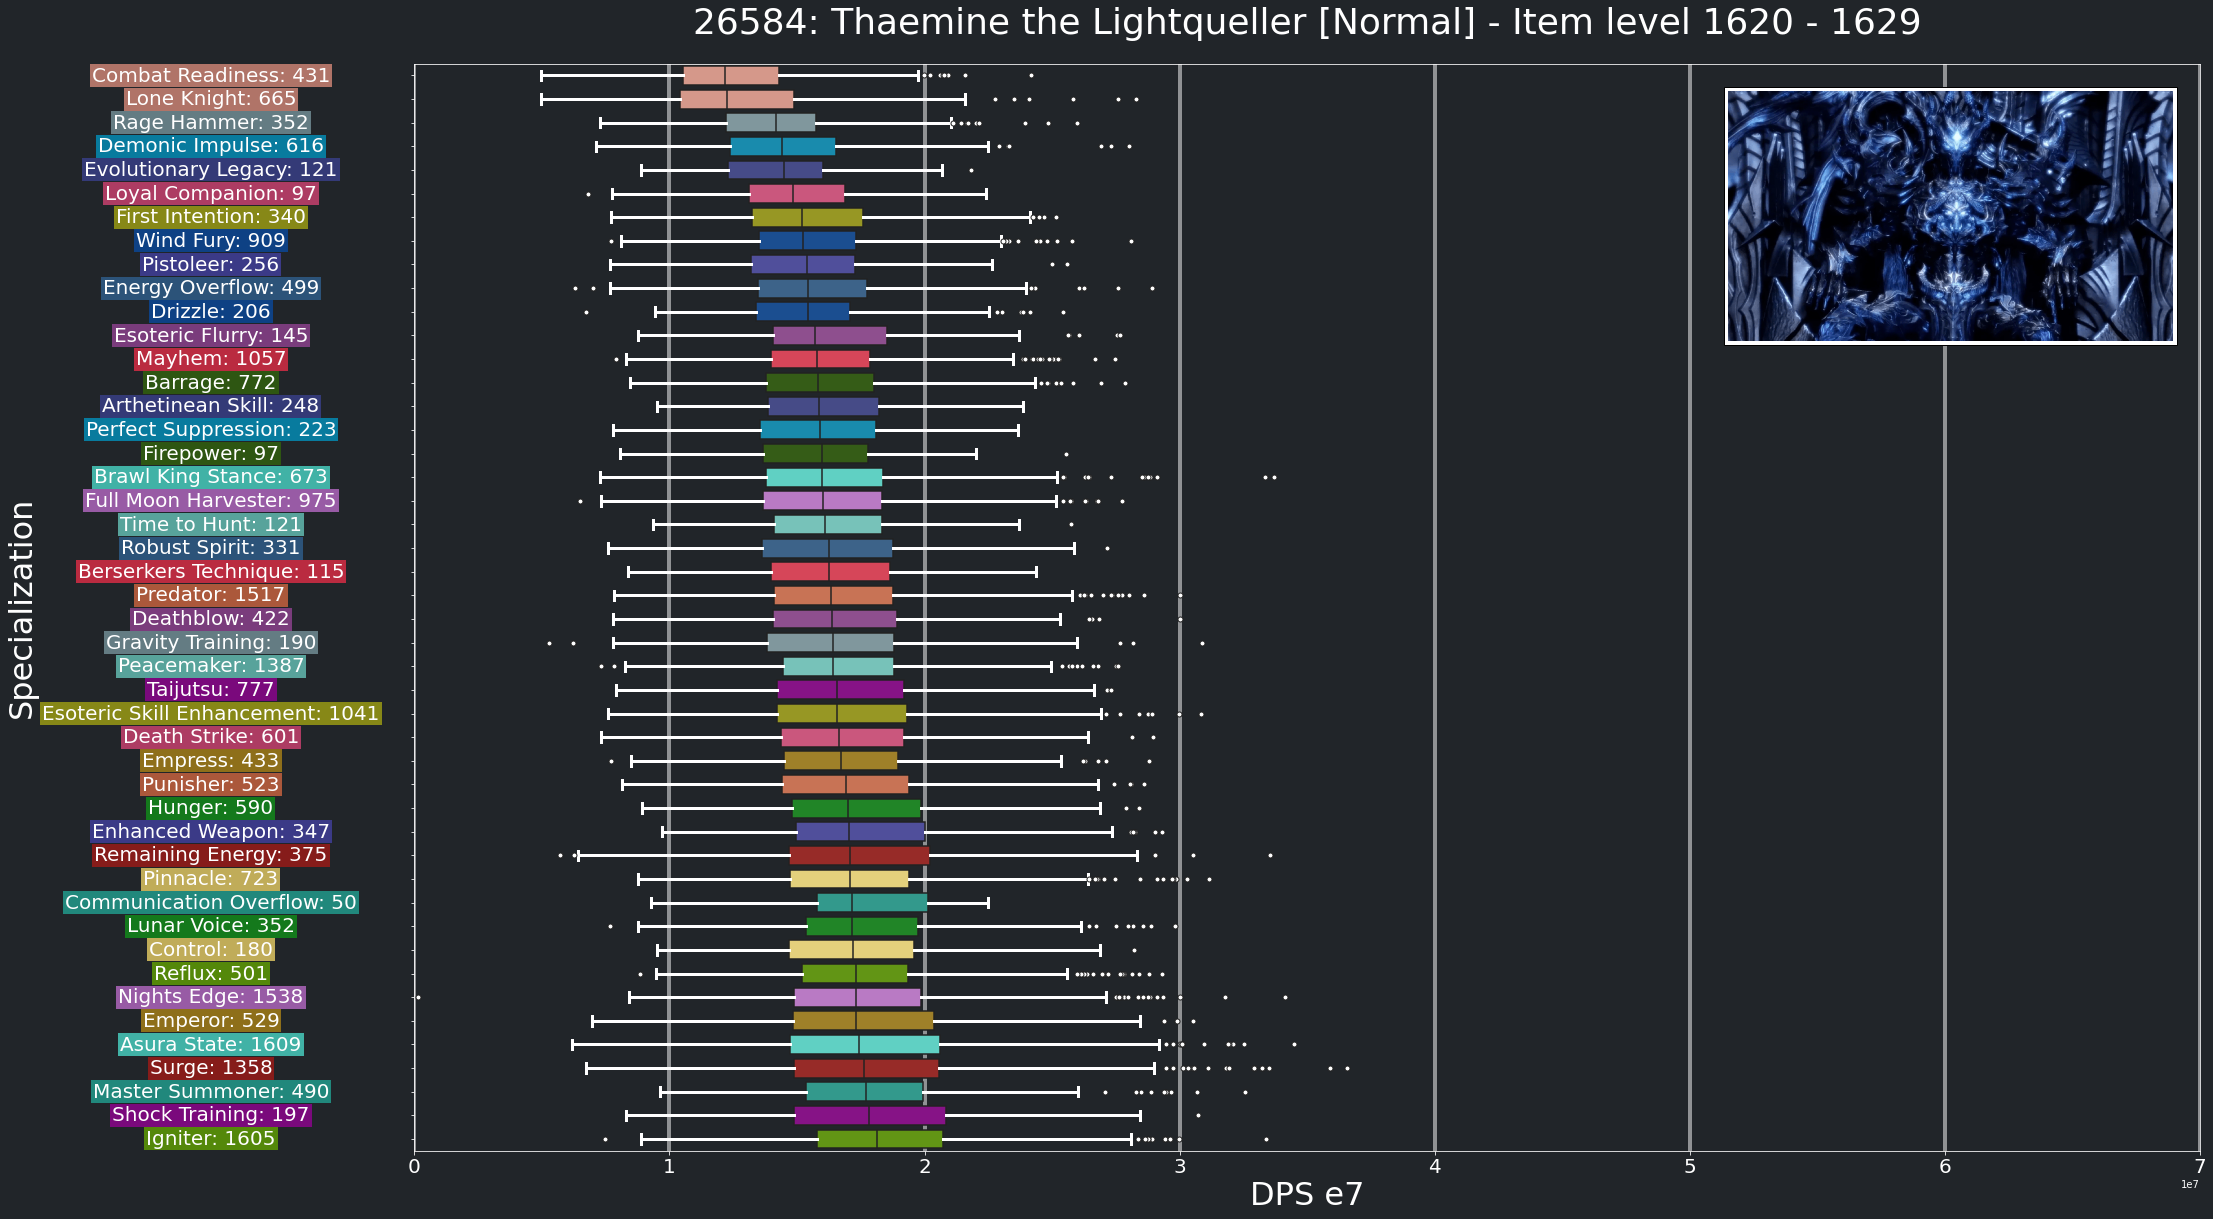 26584: Thaemine the Lightqueller [Normal] - Item level 1620 - 1629
Specialization
Combat Readiness: 431
Lone Knight: 665
Rage Hammer: 352
Demonic Impulse: 616
Evolutionary Legacy: 121
Loyal Companion: 97
First Intention: 340
Wind Fury: 909
Pistoleer: 256
Energy Overflow: 499
Drizzle: 206
Esoteric Flurry: 145
Mayhem: 1057
Barrage: 772
Arthetinean Skill: 248
Perfect Suppression: 223
Firepower: 97
Brawl King Stance: 673
Full Moon Harvester: 975
Time to Hunt: 121
Robust Spirit: 331
Berserkers Technique: 115
Predator: 1517
Deathblow: 422
Gravity Training: 190
Peacemaker: 1387
Taijutsu: 777
Esoteric Skill Enhancement: 1041
Death Strike: 601
Empress: 433
Punisher: 523
Hunger: 590
Enhanced Weapon: 347
Remaining Energy: 375
Pinnacle: 723
Communication Overflow: 50
Lunar Voice: 352
Control: 180
Reflux: 501
Nights Edge: 1538
Emperor: 529
Asura State: 1609
Surge: 1358
Master Summoner: 490
Shock Training: 197
Igniter: 1605
0 1 2 3 4 5 6 7
1e7
DPS e7